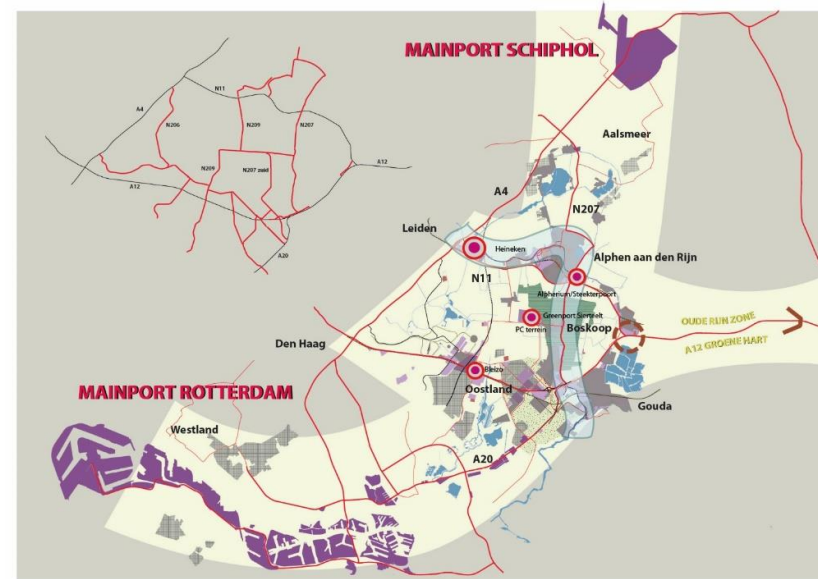 MAINPORT SCHIPHOL
N11
A4
N206
N209
N207
N209
N207 zuid
A12
A12
A20
Aalsmeer
A4
N207
Leiden
Heineken
Alphen aan den Rijn
N11
Alpherium/Steekterpoort
Greenport Sierteelt
PC terrein
Boskoop
OUDE RIJN ZONE
A12 GROENE HART
Den Haag
Bleizo
Oostland
MAINPORT ROTTERDAM
Gouda
Westland
A20